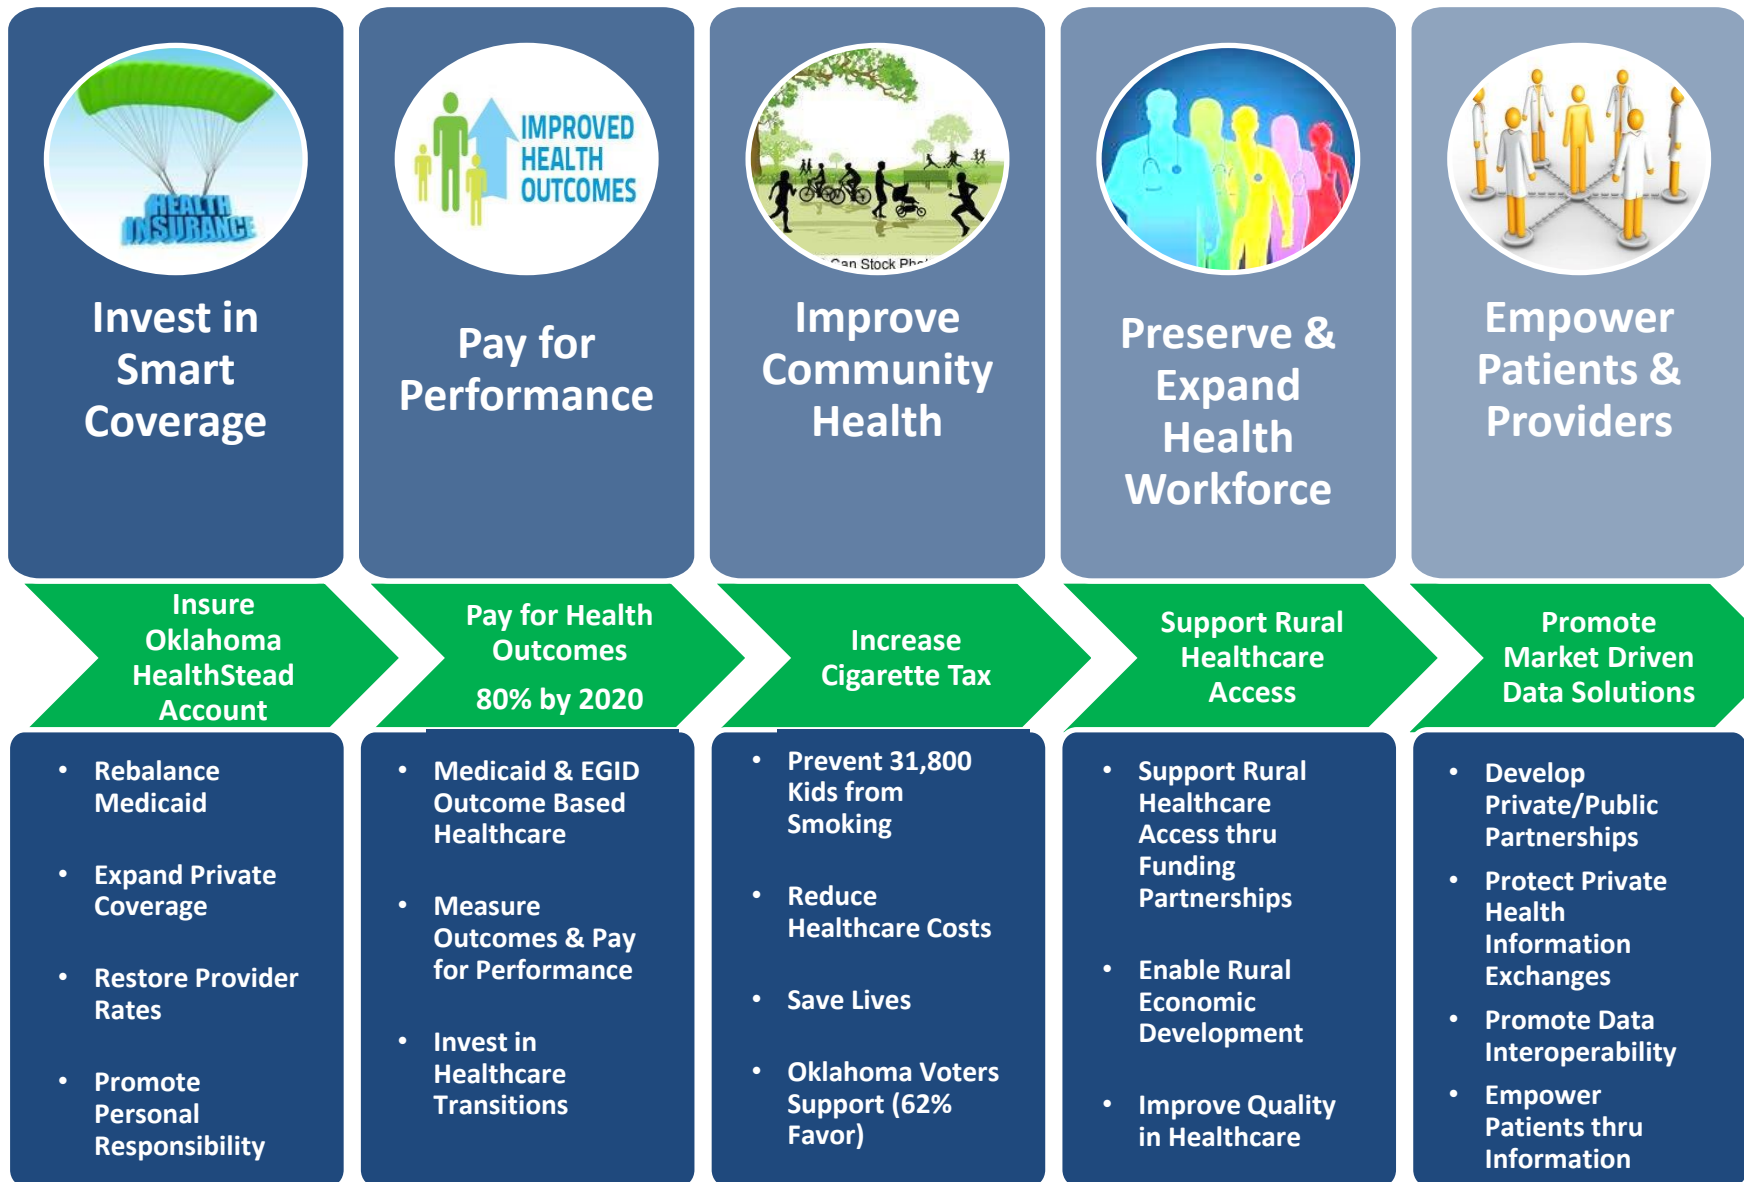 HEALTH
INSURANCE
Invest in
Smart
Coverage
IMPROVED
HEALTH
OUTCOMES
Pay for
Performance
Can Stock Pho
Improve
Community
Health
Preserve &
Expand
Health
Workforce
Empower
Patients &
Providers
Insure
Oklahoma
HealthStead
Account
Pay for Health
Outcomes
80% by 2020
Increase
Cigarette Tax
Support Rural
Healthcare
Access
Promote
Market Driven
Data Solutions
• Rebalance
Medicaid
• Expand Private
Coverage
• Restore Provider
Rates
• Promote
Personal
Responsibility
• Medicaid & EGID
Outcome Based
Healthcare
• Measure
Outcomes & Pay
for Performance
• Invest in
Healthcare
Transitions
• Prevent 31,800
Kids from
Smoking
• Reduce
Healthcare Costs
• Save Lives
• Oklahoma Voters
Support (62%
Favor)
• Support Rural
Healthcare
Access thru
Funding
Partnerships
• Enable Rural
Economic
Development
• Improve Quality
in Healthcare
• Develop
Private/Public
Partnerships
• Protect Private
Health
Information
Exchanges
• Promote Data
Interoperability
• Empower
Patients thru
Information